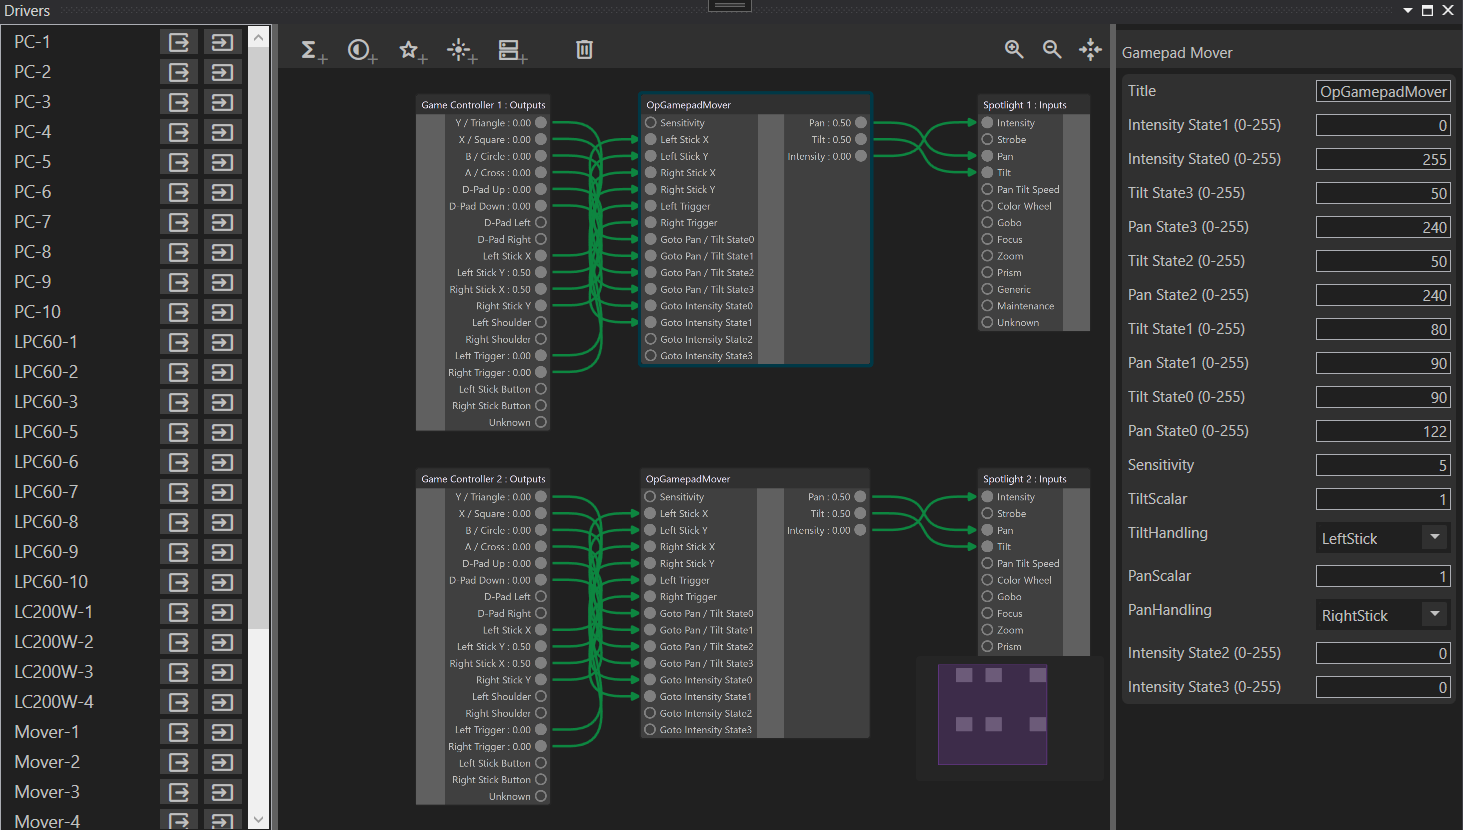 Drivers
PC-1
PC-2
PC-3
PC-4
PC-5
PC-6
PC-7
PC-8
PC-9
PC-10
LPC60-1
LPC60-2
LPC60-3
LPC60-5
LPC60-6
LPC60-7
LPC60-8
LPC60-9
LPC60-10
LC200W-1
LC200W-2
LC200W-3
LC200W-4
Mover-1
Mover-2
Mover-3
Mover-4
Game Controller 1 : Outputs
Y / Triangle : 0.00
X / Square : 0.00
B / Circle : 0.00
A / Cross : 0.00
D-Pad Up : 0.00
D-Pad Down : 0.00
D-Pad Left
D-Pad Right
Left Stick X
Left Stick Y : 0.50
Right Stick X : 0.50
Right Stick Y
Left Shoulder
Right Shoulder
Left Trigger : 0.00
Right Trigger : 0.00
Left Stick Button
Right Stick Button
Unknown
OpGamepadMover
Sensitivity
Left Stick X
Left Stick Y
Right Stick X
Right Stick Y
Left Trigger
Right Trigger
Goto Pan / Tilt State0
Goto Pan / Tilt State1
Goto Pan / Tilt State2
Goto Pan / Tilt State3
Goto Intensity State0
Goto Intensity State1
Goto Intensity State2
Goto Intensity State3
Pan : 0.50
Tilt : 0.50
Intensity : 0.00
Spotlight 1 : Inputs
Intensity
Strobe
Pan
Tilt
Pan Tilt Speed
Color Wheel
Gobo
Focus
Zoom
Prism
Generic
Maintenance
Unknown
Game Controller 2 : Outputs
Y / Triangle : 0.00
X / Square : 0.00
B / Circle : 0.00
A / Cross : 0.00
D-Pad Up : 0.00
D-Pad Down : 0.00
D-Pad Left
D-Pad Right
Left Stick X
Left Stick Y : 0.50
Right Stick X : 0.50
Right Stick Y
Left Shoulder
Right Shoulder
Left Trigger : 0.00
Right Trigger : 0.00
Left Stick Button
Right Stick Button
Unknown
OpGamepadMover
Sensitivity
Left Stick X
Left Stick Y
Right Stick X
Right Stick Y
Left Trigger
Right Trigger
Goto Pan / Tilt State0
Goto Pan / Tilt State1
Goto Pan / Tilt State2
Goto Pan / Tilt State3
Goto Intensity State0
Goto Intensity State1
Goto Intensity State2
Goto Intensity State3
Pan : 0.50
Tilt : 0.50
Intensity : 0.00
Spotlight 2 : Inputs
Intensity
Strobe
Pan
Tilt
Pan Tilt Speed
Color Wheel
Gobo
Focus
Zoom
Prism
Gamepad Mover
Title OpGamepadMover
Intensity State1 (0-255) 0
Intensity State0 (0-255) 255
Tilt State3 (0-255) 50
Pan State3 (0-255) 240
Tilt State2 (0-255) 50
Pan State2 (0-255) 240
Tilt State1 (0-255) 80
Pan State1 (0-255) 90
Tilt State0 (0-255) 90
Pan State0 (0-255) 122
Sensitivity 5
TiltScalar 1
TiltHandling LeftStick
PanScalar 1
PanHandling RightStick
Intensity State2 (0-255) 0
Intensity State3 (0-255) 0